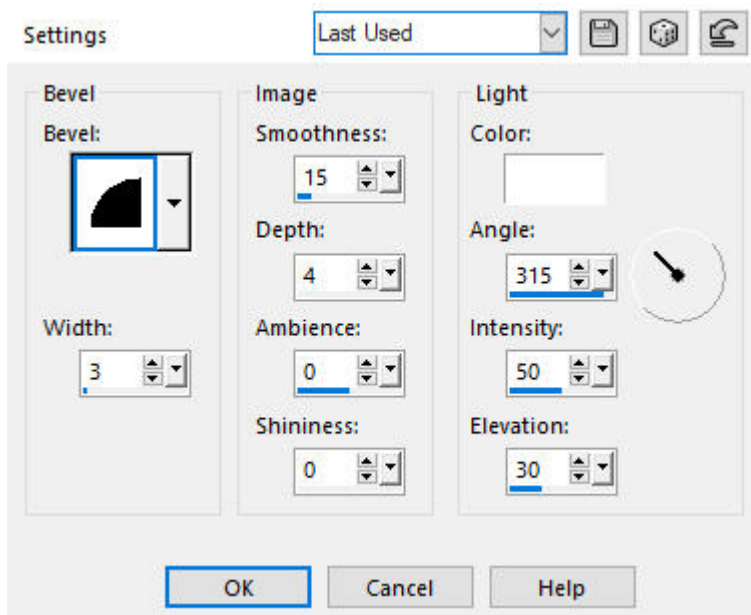 Settings
Last Used
Bevel
Bevel:
Width:
3
Image
Smoothness:
15
Depth:
4
Ambience:
0
Shininess:
0
Light
Color:
Angle:
315
Intensity:
50
Elevation:
30
OK
Cancel
Help